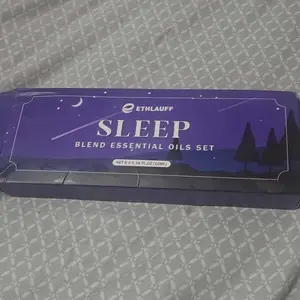 ETHLAUFF
SLEEP
BLEND ESSENTIAL OILS SET